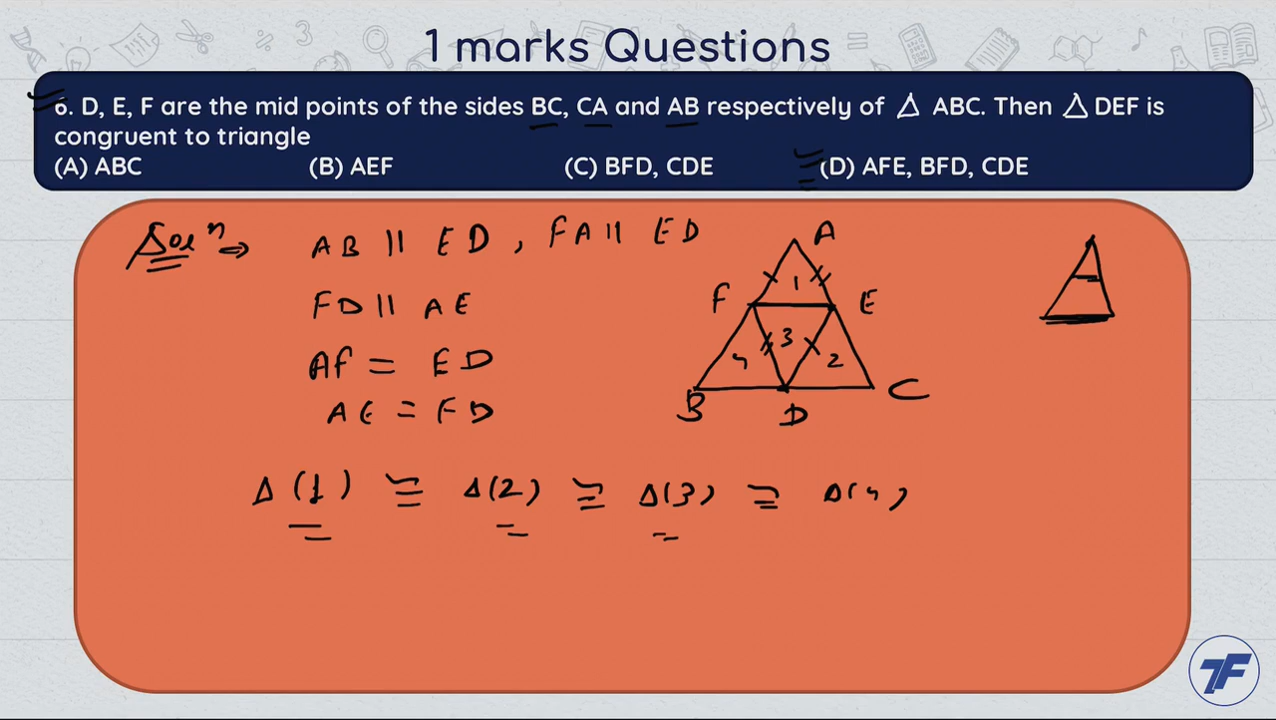 1 marks Questions
6. D, E, F are the mid points of the sides BC, CA and AB respectively of △ ABC. Then △ DEF is
congruent to triangle
(A) ABC (B) AEF (C) BFD, CDE (D) AFE, BFD, CDE
Solⁿ ⇒ AB || ED, FA || ED
FD || AE
AF = ED
AE = FD
A
F 1 E
4 3 2
B D C
Δ(1) ≅ Δ(2) ≅ Δ(3) ≅ Δ(4)
7F